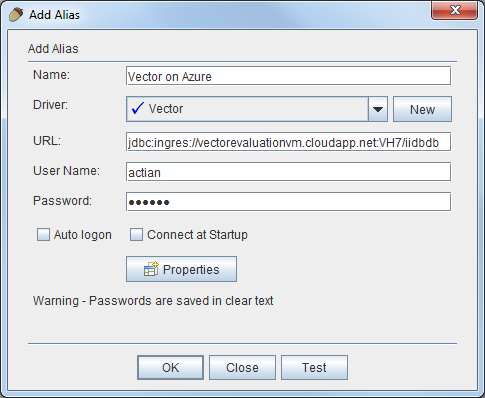 Add Alias
Add Alias
Name: Vector on Azure
Driver: Vector New
URL: jdbc:ingres://vectorevaluationvm.cloudapp.net:VH7/iidbdb
User Name: actian
Password: ●●●●●●
Auto logon Connect at Startup
Properties
Warning - Passwords are saved in clear text
OK Close Test